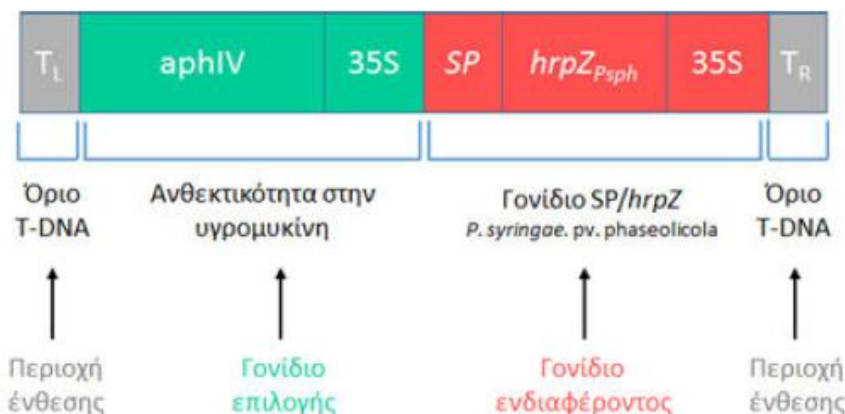 T_L aphIV 35S SP hrpZ_Psph 35S T_R
Όριο
T-DNA
Ανθεκτικότητα στην
υγρομυκίνη
Γονίδιο SP/hrpZ
P. syringae. pv. phaseolicola
Όριο
T-DNA
Περιοχή
ένθεσης
Γονίδιο
επιλογής
Γονίδιο
ενδιαφέροντος
Περιοχή
ένθεσης